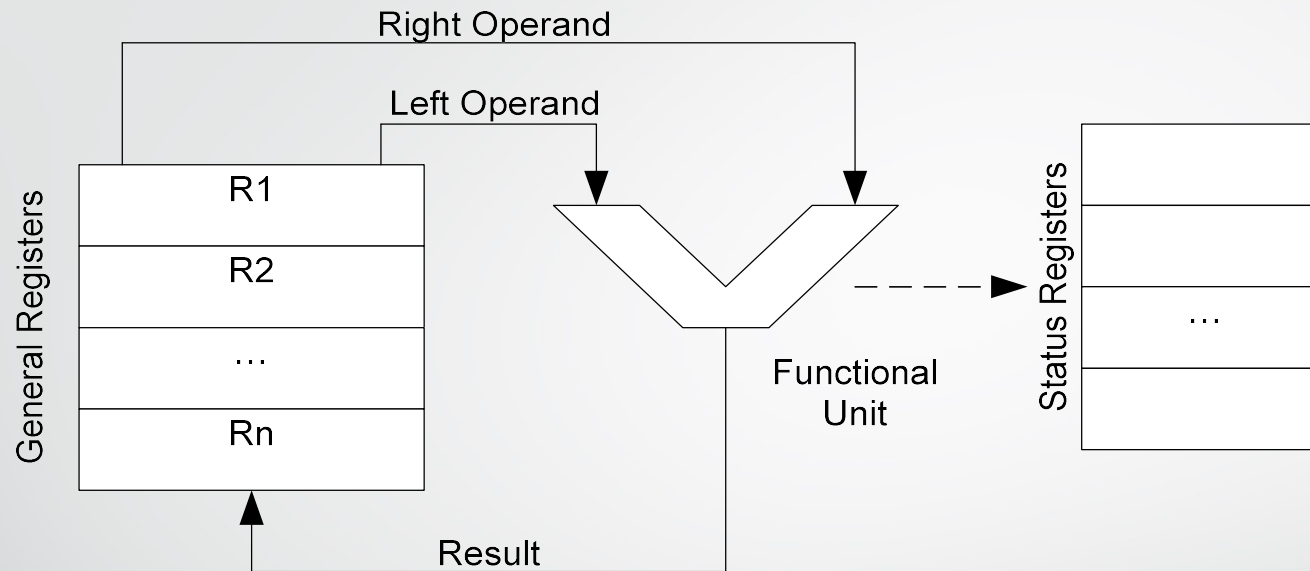 Right Operand
Left Operand
General Registers
R1
R2
...
Rn
Functional
Unit
Status Registers
...
Result